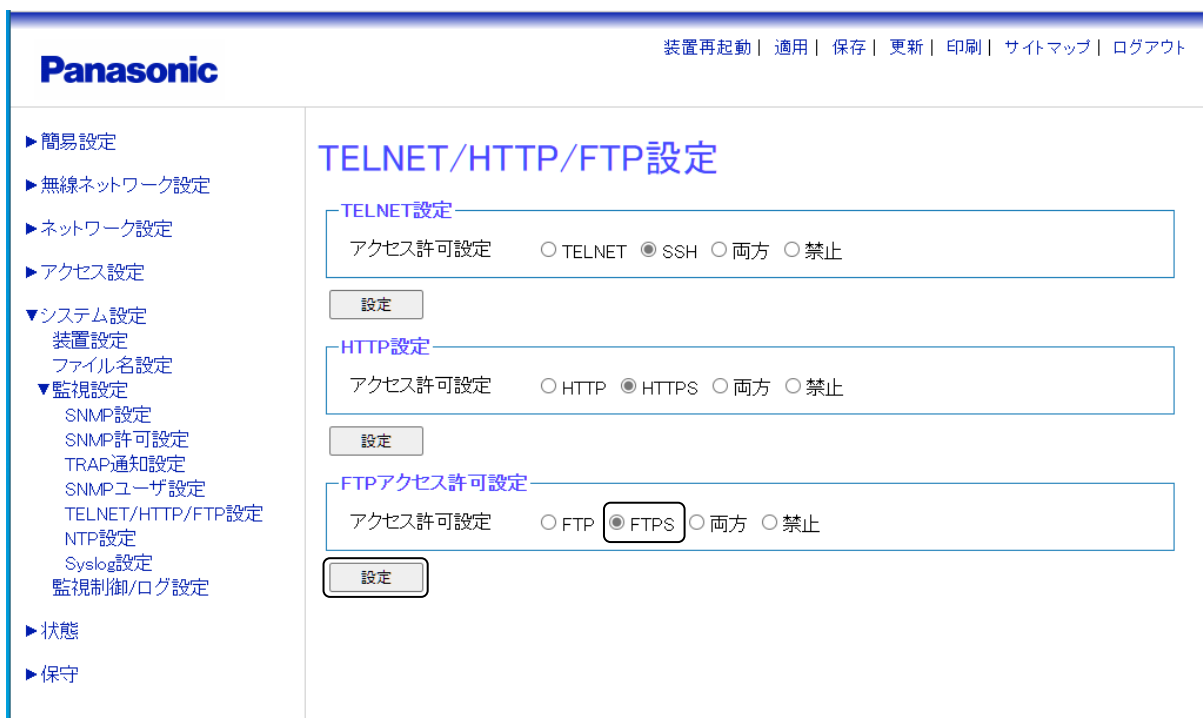 装置再起動| 適用| 保存| 更新| 印刷| サイトマップ| ログアウト
Panasonic
▶簡易設定
▶無線ネットワーク設定
▶ネットワーク設定
▶アクセス設定
▼システム設定
装置設定
ファイル名設定
▼監視設定
SNMP設定
SNMP許可設定
TRAP通知設定
SNMPユーザ設定
TELNET/HTTP/FTP設定
NTP設定
Syslog設定
監視制御/ログ設定
▶状態
▶保守
TELNET/HTTP/FTP設定
TELNET設定
アクセス許可設定 TELNET SSH 両方 禁止
設定
HTTP設定
アクセス許可設定 HTTP HTTPS 両方 禁止
設定
FTPアクセス許可設定
アクセス許可設定 FTP FTPS 両方 禁止
設定